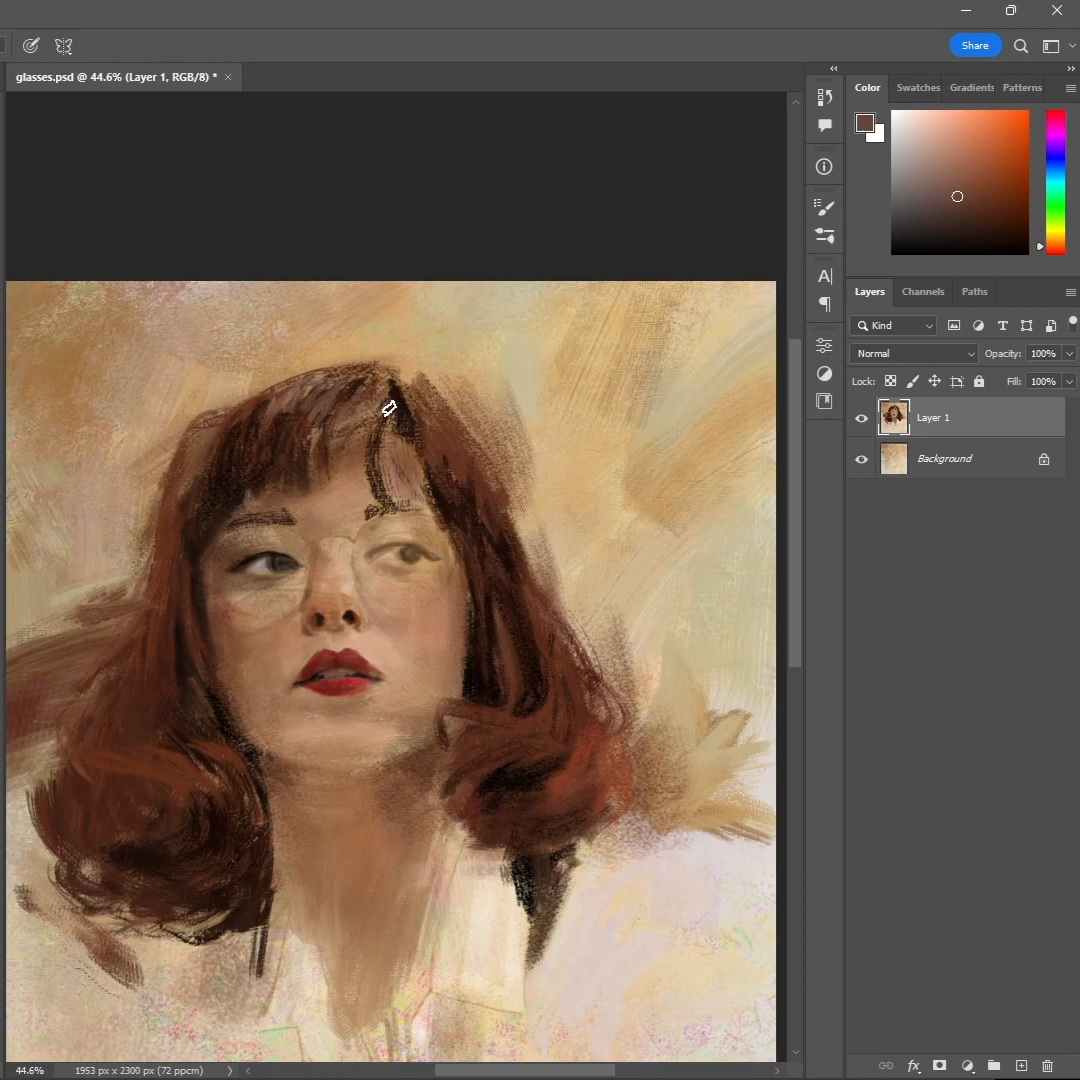 Share
glasses.psd @ 44.6% (Layer 1, RGB/8) *
Color Swatches Gradients Patterns
A
Layers Channels Paths
Kind
Normal Opacity: 100%
Lock: Fill: 100%
Layer 1
Background
fx
44.6% 1953 px x 2300 px (72 ppcm)